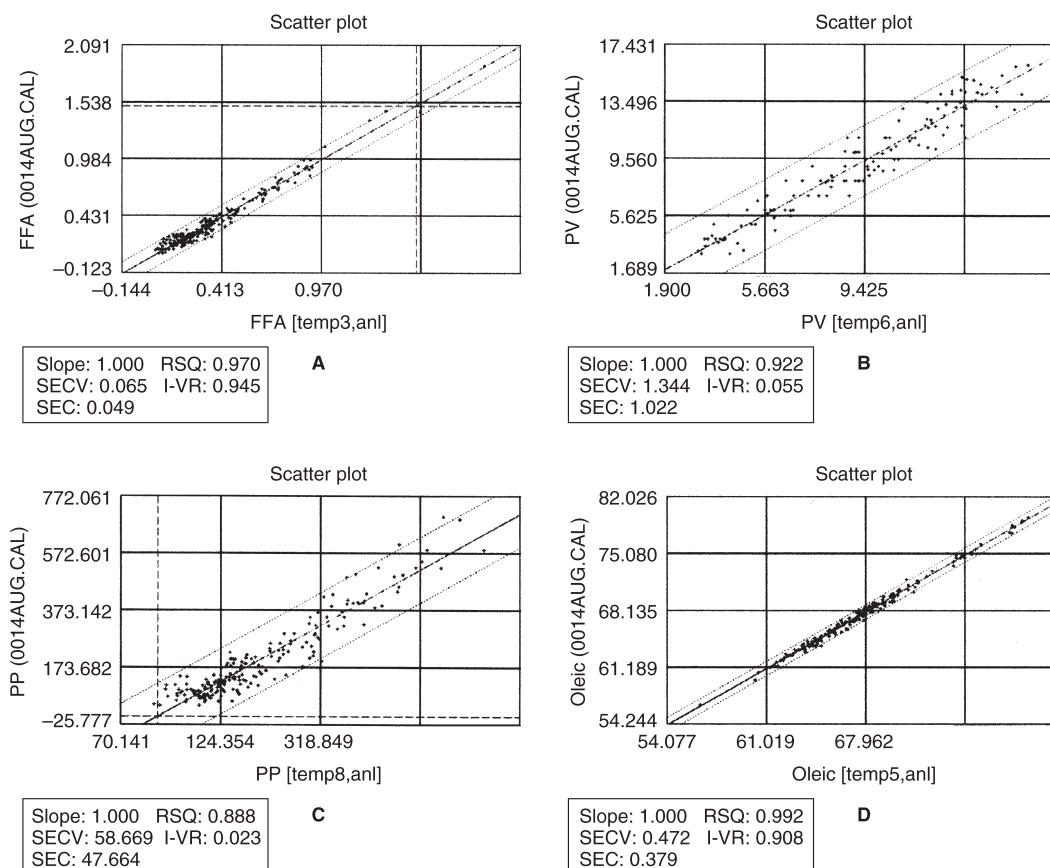 Scatter plot
2.091
1.538
0.984
0.431
–0.123
FFA (0014AUG.CAL)
–0.144 0.413 0.970
FFA [temp3,anl]
Slope: 1.000 RSQ: 0.970
SECV: 0.065 I-VR: 0.945
SEC: 0.049
A
Scatter plot
17.431
13.496
9.560
5.625
1.689
PV (0014AUG.CAL)
1.900 5.663 9.425
PV [temp6,anl]
Slope: 1.000 RSQ: 0.922
SECV: 1.344 I-VR: 0.055
SEC: 1.022
B
Scatter plot
772.061
572.601
373.142
173.682
–25.777
PP (0014AUG.CAL)
70.141 124.354 318.849
PP [temp8,anl]
Slope: 1.000 RSQ: 0.888
SECV: 58.669 I-VR: 0.023
SEC: 47.664
C
Scatter plot
82.026
75.080
68.135
61.189
54.244
Oleic (0014AUG.CAL)
54.077 61.019 67.962
Oleic [temp5,anl]
Slope: 1.000 RSQ: 0.992
SECV: 0.472 I-VR: 0.908
SEC: 0.379
D